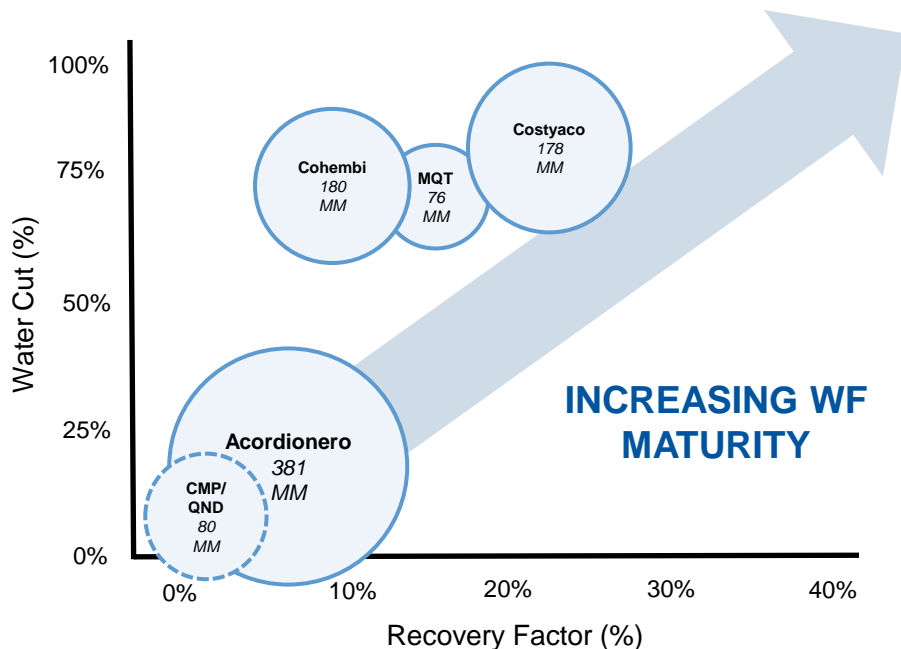 100%
75%
50%
25%
0%
Water Cut (%)
Cohembi
180
MM
MQT
76
MM
Costyaco
178
MM
Acordionero
381
MM
CMP/
QND
80
MM
INCREASING WF
MATURITY
0%
10%
20%
30%
40%
Recovery Factor (%)